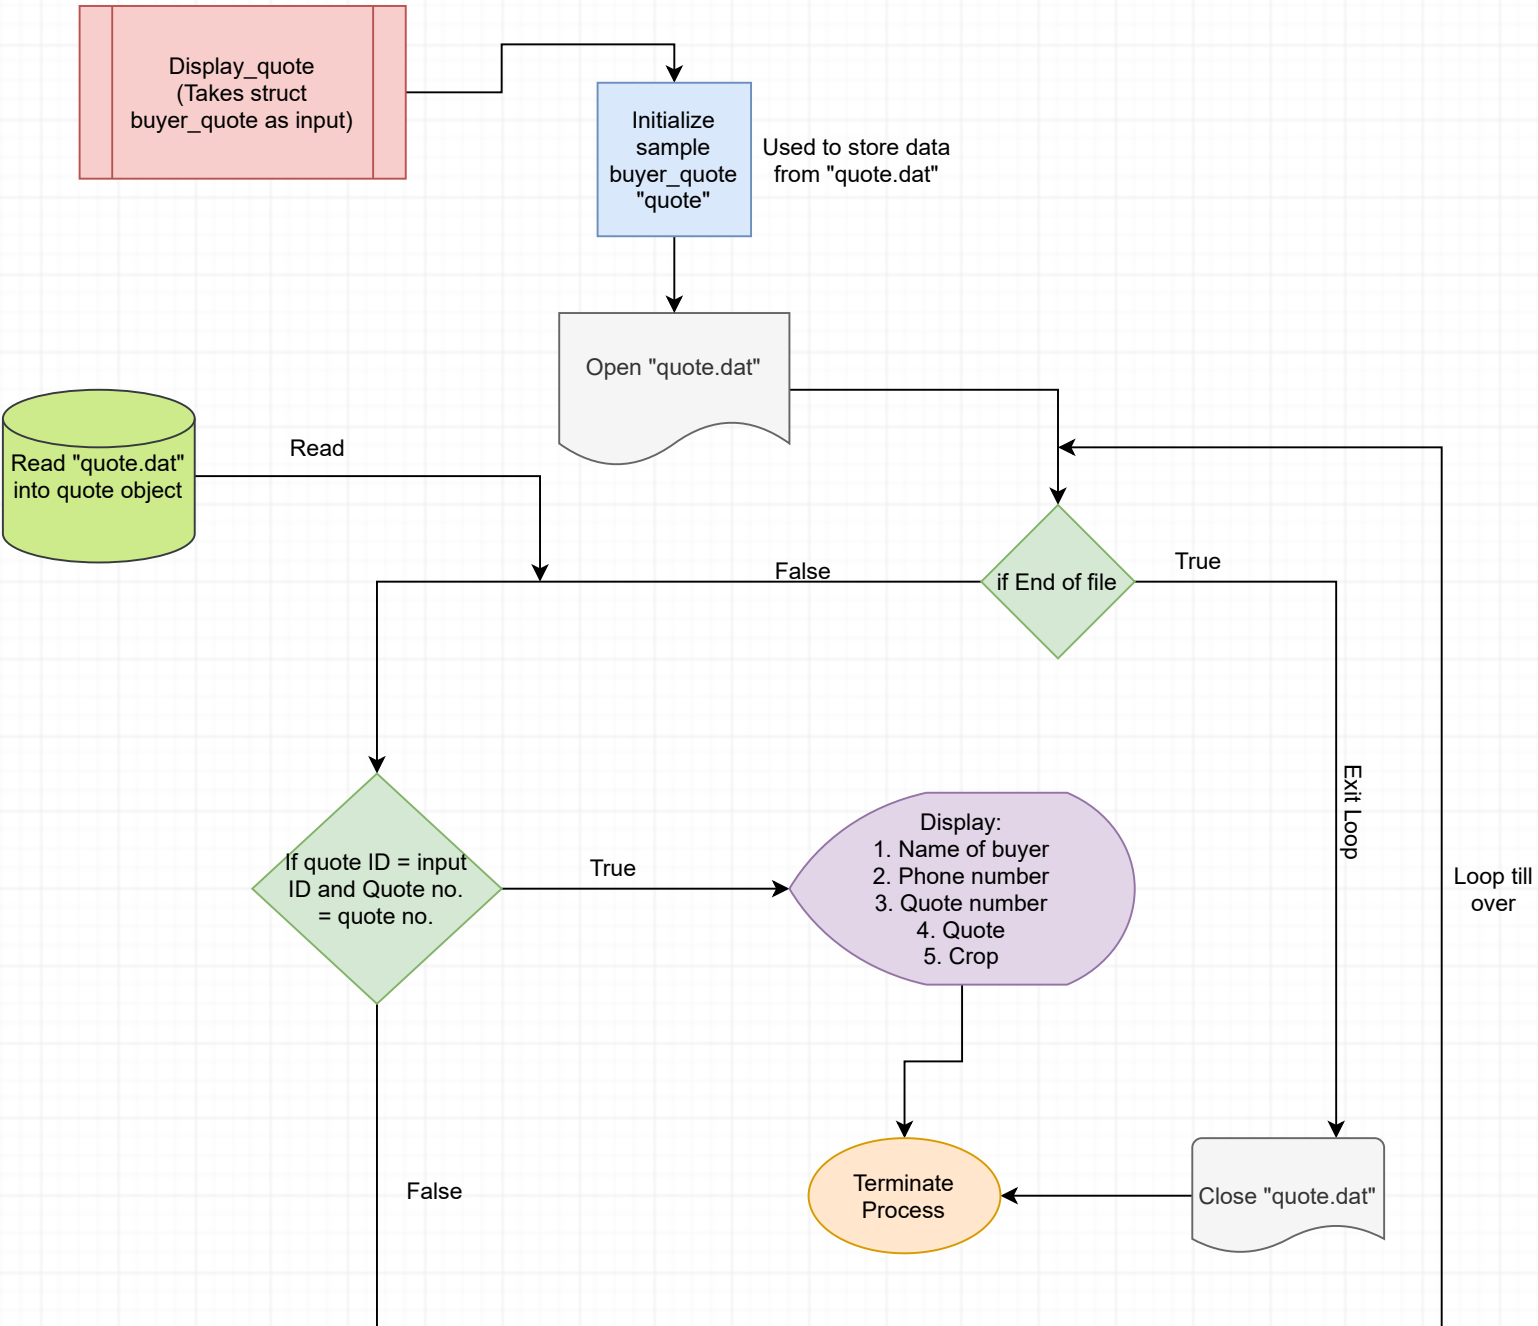 Display_quote
(Takes struct
buyer_quote as input)
Initialize
sample
buyer_quote
"quote"
Used to store data
from "quote.dat"
Open "quote.dat"
Read "quote.dat"
into quote object
Read
False
if End of file
True
If quote ID = input
ID and Quote no.
= quote no.
True
Display:
1. Name of buyer
2. Phone number
3. Quote number
4. Quote
5. Crop
Exit Loop
Loop till
over
False
Terminate
Process
Close "quote.dat"